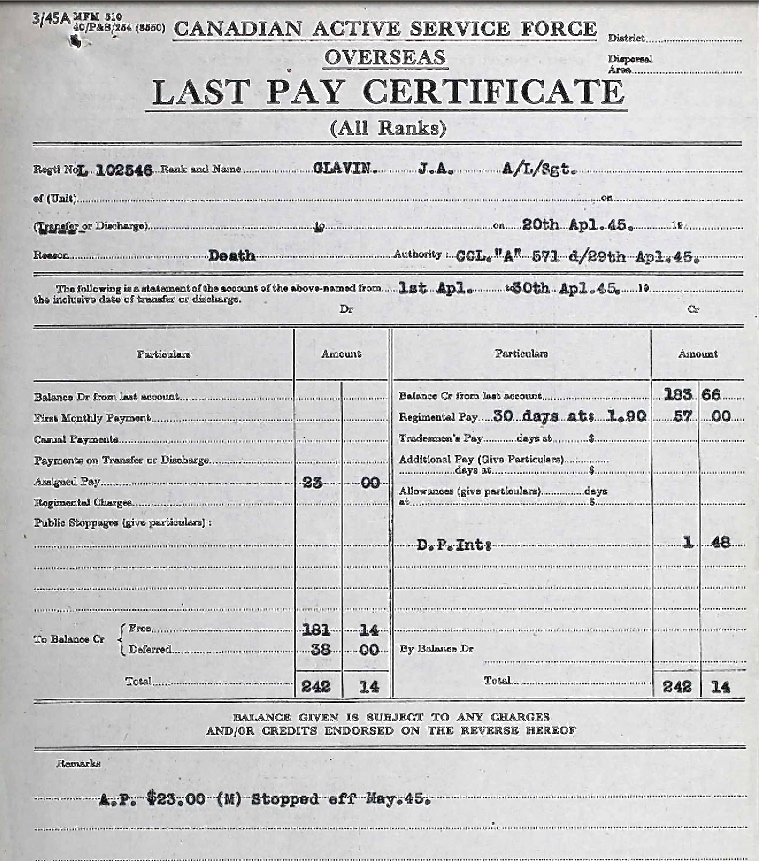 3/45A MFM 510
40/P&S/254 (8550)
CANADIAN ACTIVE SERVICE FORCE
District
OVERSEAS
Disposal
Area
LAST PAY CERTIFICATE
(All Ranks)
Regtl No. L 102546 Rank and Name GLAVIN. J.A. A/L/Sgt.
of (Unit) on
(Transfer or Discharge) to on 20th Apl.45. 19
Reason Death Authority CCL."A" 571 d/29th Apl.45.
The following is a statement of the account of the above-named from 1st Apl. to 30th Apl.45. 19
the inclusive date of transfer or discharge.
Dr Cr
Particulars Amount Particulars Amount
Balance Dr from last account Balance Cr from last account 183 66
First Monthly Payment Regimental Pay 30 days at $ 1.90 57 00
Casual Payments Tradesmen's Pay days at $
Payments on Transfer or Discharge Additional Pay (Give Particulars)
days at $
Assigned Pay 23 00
Allowances (give particulars) days
Regimental Charges at $
Public Stoppages (give particulars) :
D.P.Int: 1 48
To Balance Cr { Free 181 14
Deferred 38 00 By Balance Dr
Total 242 14 Total 242 14
BALANCE GIVEN IS SUBJECT TO ANY CHARGES
AND/OR CREDITS ENDORSED ON THE REVERSE HEREOF
Remarks
A.P. $23.00 (M) Stopped eff May.45.